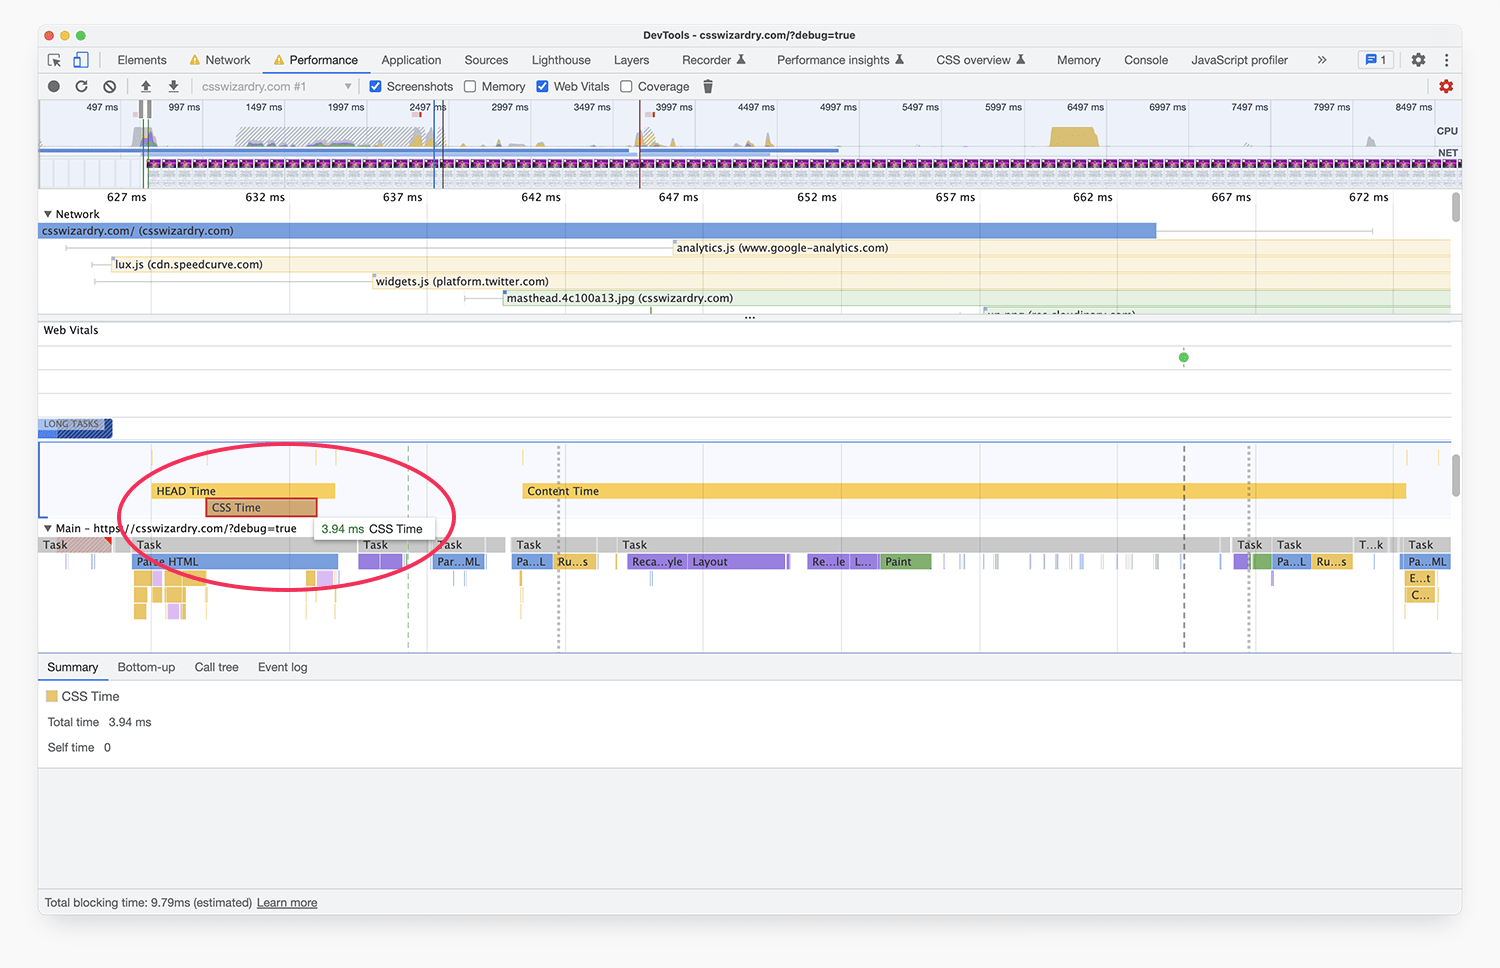 DevTools - csswizardry.com/?debug=true
Elements Network Performance Application Sources Lighthouse Layers Recorder Performance insights CSS overview Memory Console JavaScript profiler » 1
csswizardry.com #1 Screenshots Memory Web Vitals Coverage
497 ms 997 ms 1497 ms 1997 ms 2497 ms 2997 ms 3497 ms 3997 ms 4497 ms 4997 ms 5497 ms 5997 ms 6497 ms 6997 ms 7497 ms 7997 ms 8497 ms
CPU
NET
627 ms 632 ms 637 ms 642 ms 647 ms 652 ms 657 ms 662 ms 667 ms 672 ms
Network
csswizardry.com/ (csswizardry.com)
analytics.js (www.google-analytics.com)
lux.js (cdn.speedcurve.com)
widgets.js (platform.twitter.com)
masthead.4c100a13.jpg (csswizardry.com)
...
Web Vitals
LONG TASKS
HEAD Time Content Time
CSS Time
3.94 ms CSS Time
Main – https://csswizardry.com/?debug=true
Task Task Task Task Task Task Task Task T...k Task
Parse HTML Par...ML Pa...L Ru...s Reca...yle Layout Re...le L... Paint Pa...L Ru...s Pa...ML
E...t
C...
Summary Bottom-up Call tree Event log
CSS Time
Total time 3.94 ms
Self time 0
Total blocking time: 9.79ms (estimated) Learn more